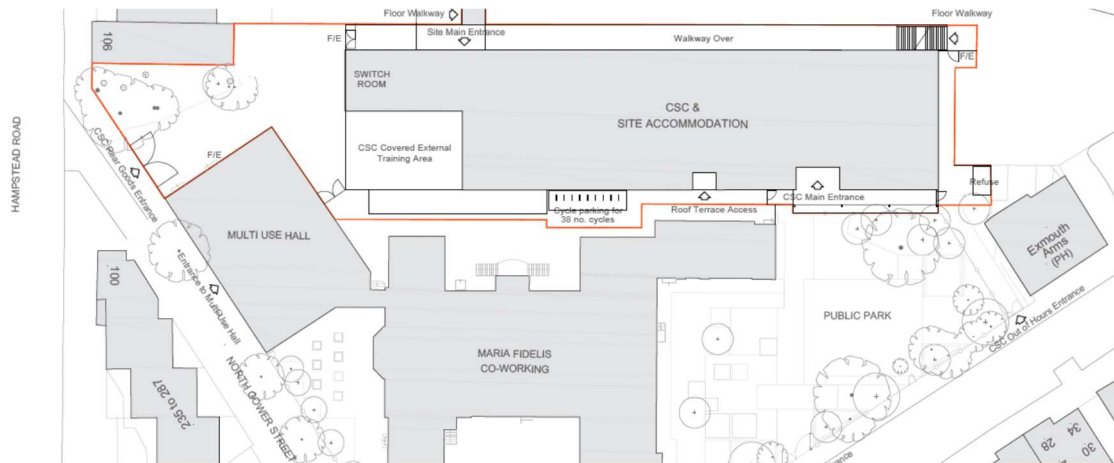 Floor Walkway
Floor Walkway
106
F/E
Site Main Entrance
Walkway Over
F/E
SWITCH
ROOM
CSC &
SITE ACCOMMODATION
HAMPSTEAD ROAD
CSC Rear Goods Entrance
F/E
CSC Covered External
Training Area
Refuse
CSC Main Entrance
Cycle parking for
38 no. cycles
Roof Terrace Access
MULTI USE HALL
Exmouth
Arms
(PH)
100
Entrance to Multi Use Hall
PUBLIC PARK
CSC Out of Hours Entrance
MARIA FIDELIS
CO-WORKING
NORTH GOWER STREET
235 to 287
Entrance
28
34
30